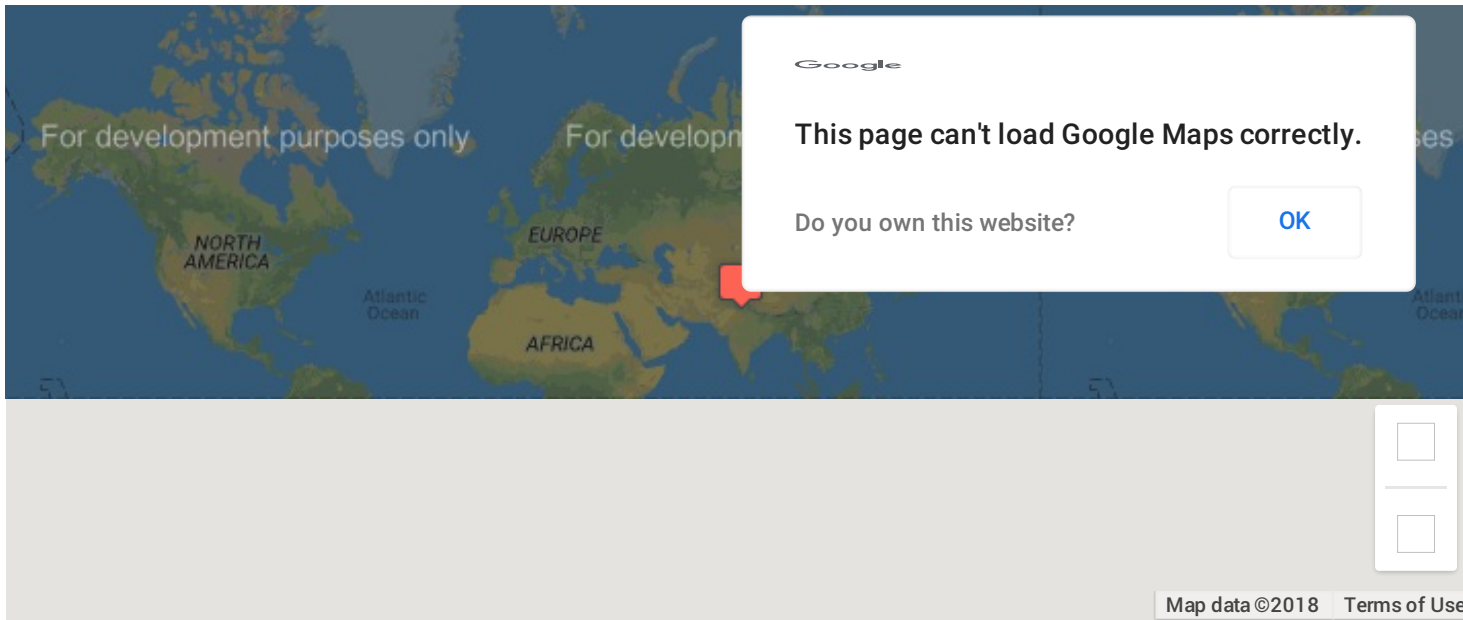 Google
This page can't load Google Maps correctly.
Do you own this website?
OK
For development purposes only
For developm
ses
NORTH
AMERICA
EUROPE
AFRICA
Atlantic
Ocean
Atlant
Ocea
Map data ©2018
Terms of Use